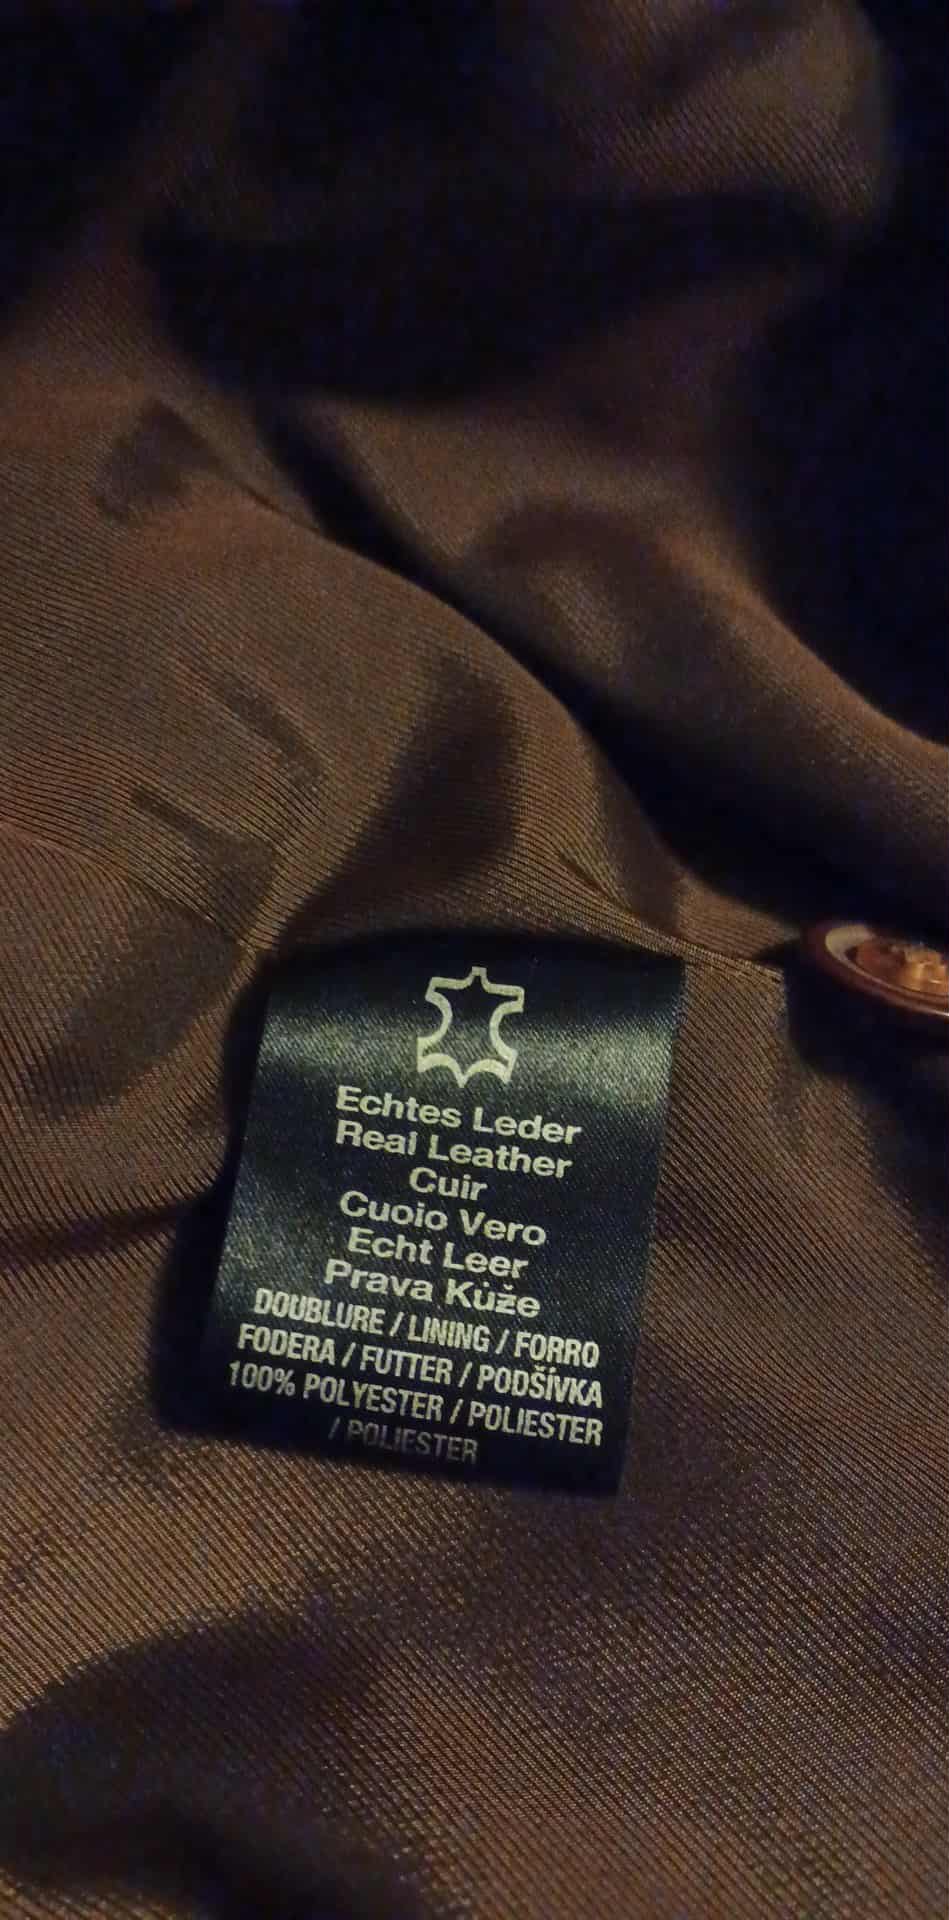 Echtes Leder
Real Leather
Cuir
Cuoio Vero
Echt Leer
Prava Kůže
DOUBLURE / LINING / FORRO
FODERA / FUTTER / PODŠÍVKA
100% POLYESTER / POLIESTER
/ POLIESTER